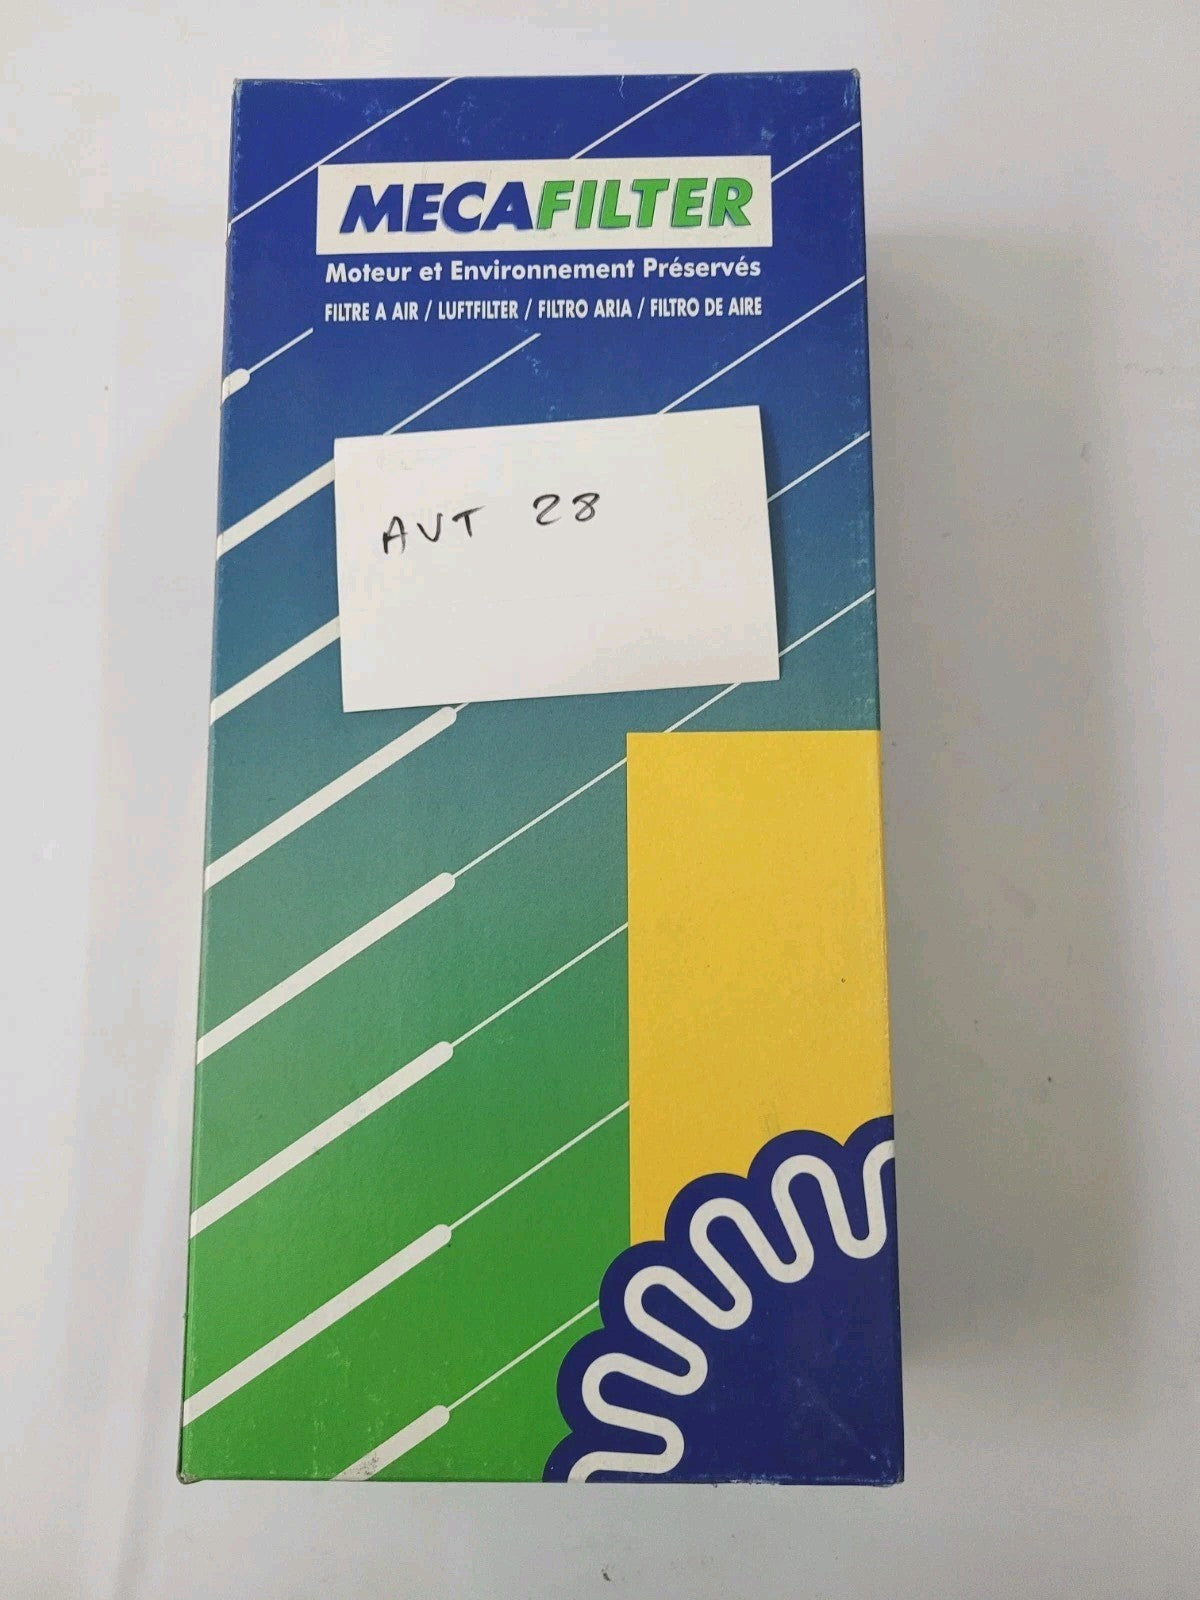 MECAFILTER
Moteur et Environnement Préservés
FILTRE A AIR / LUFTFILTER / FILTRO ARIA / FILTRO DE AIRE
AVT 28